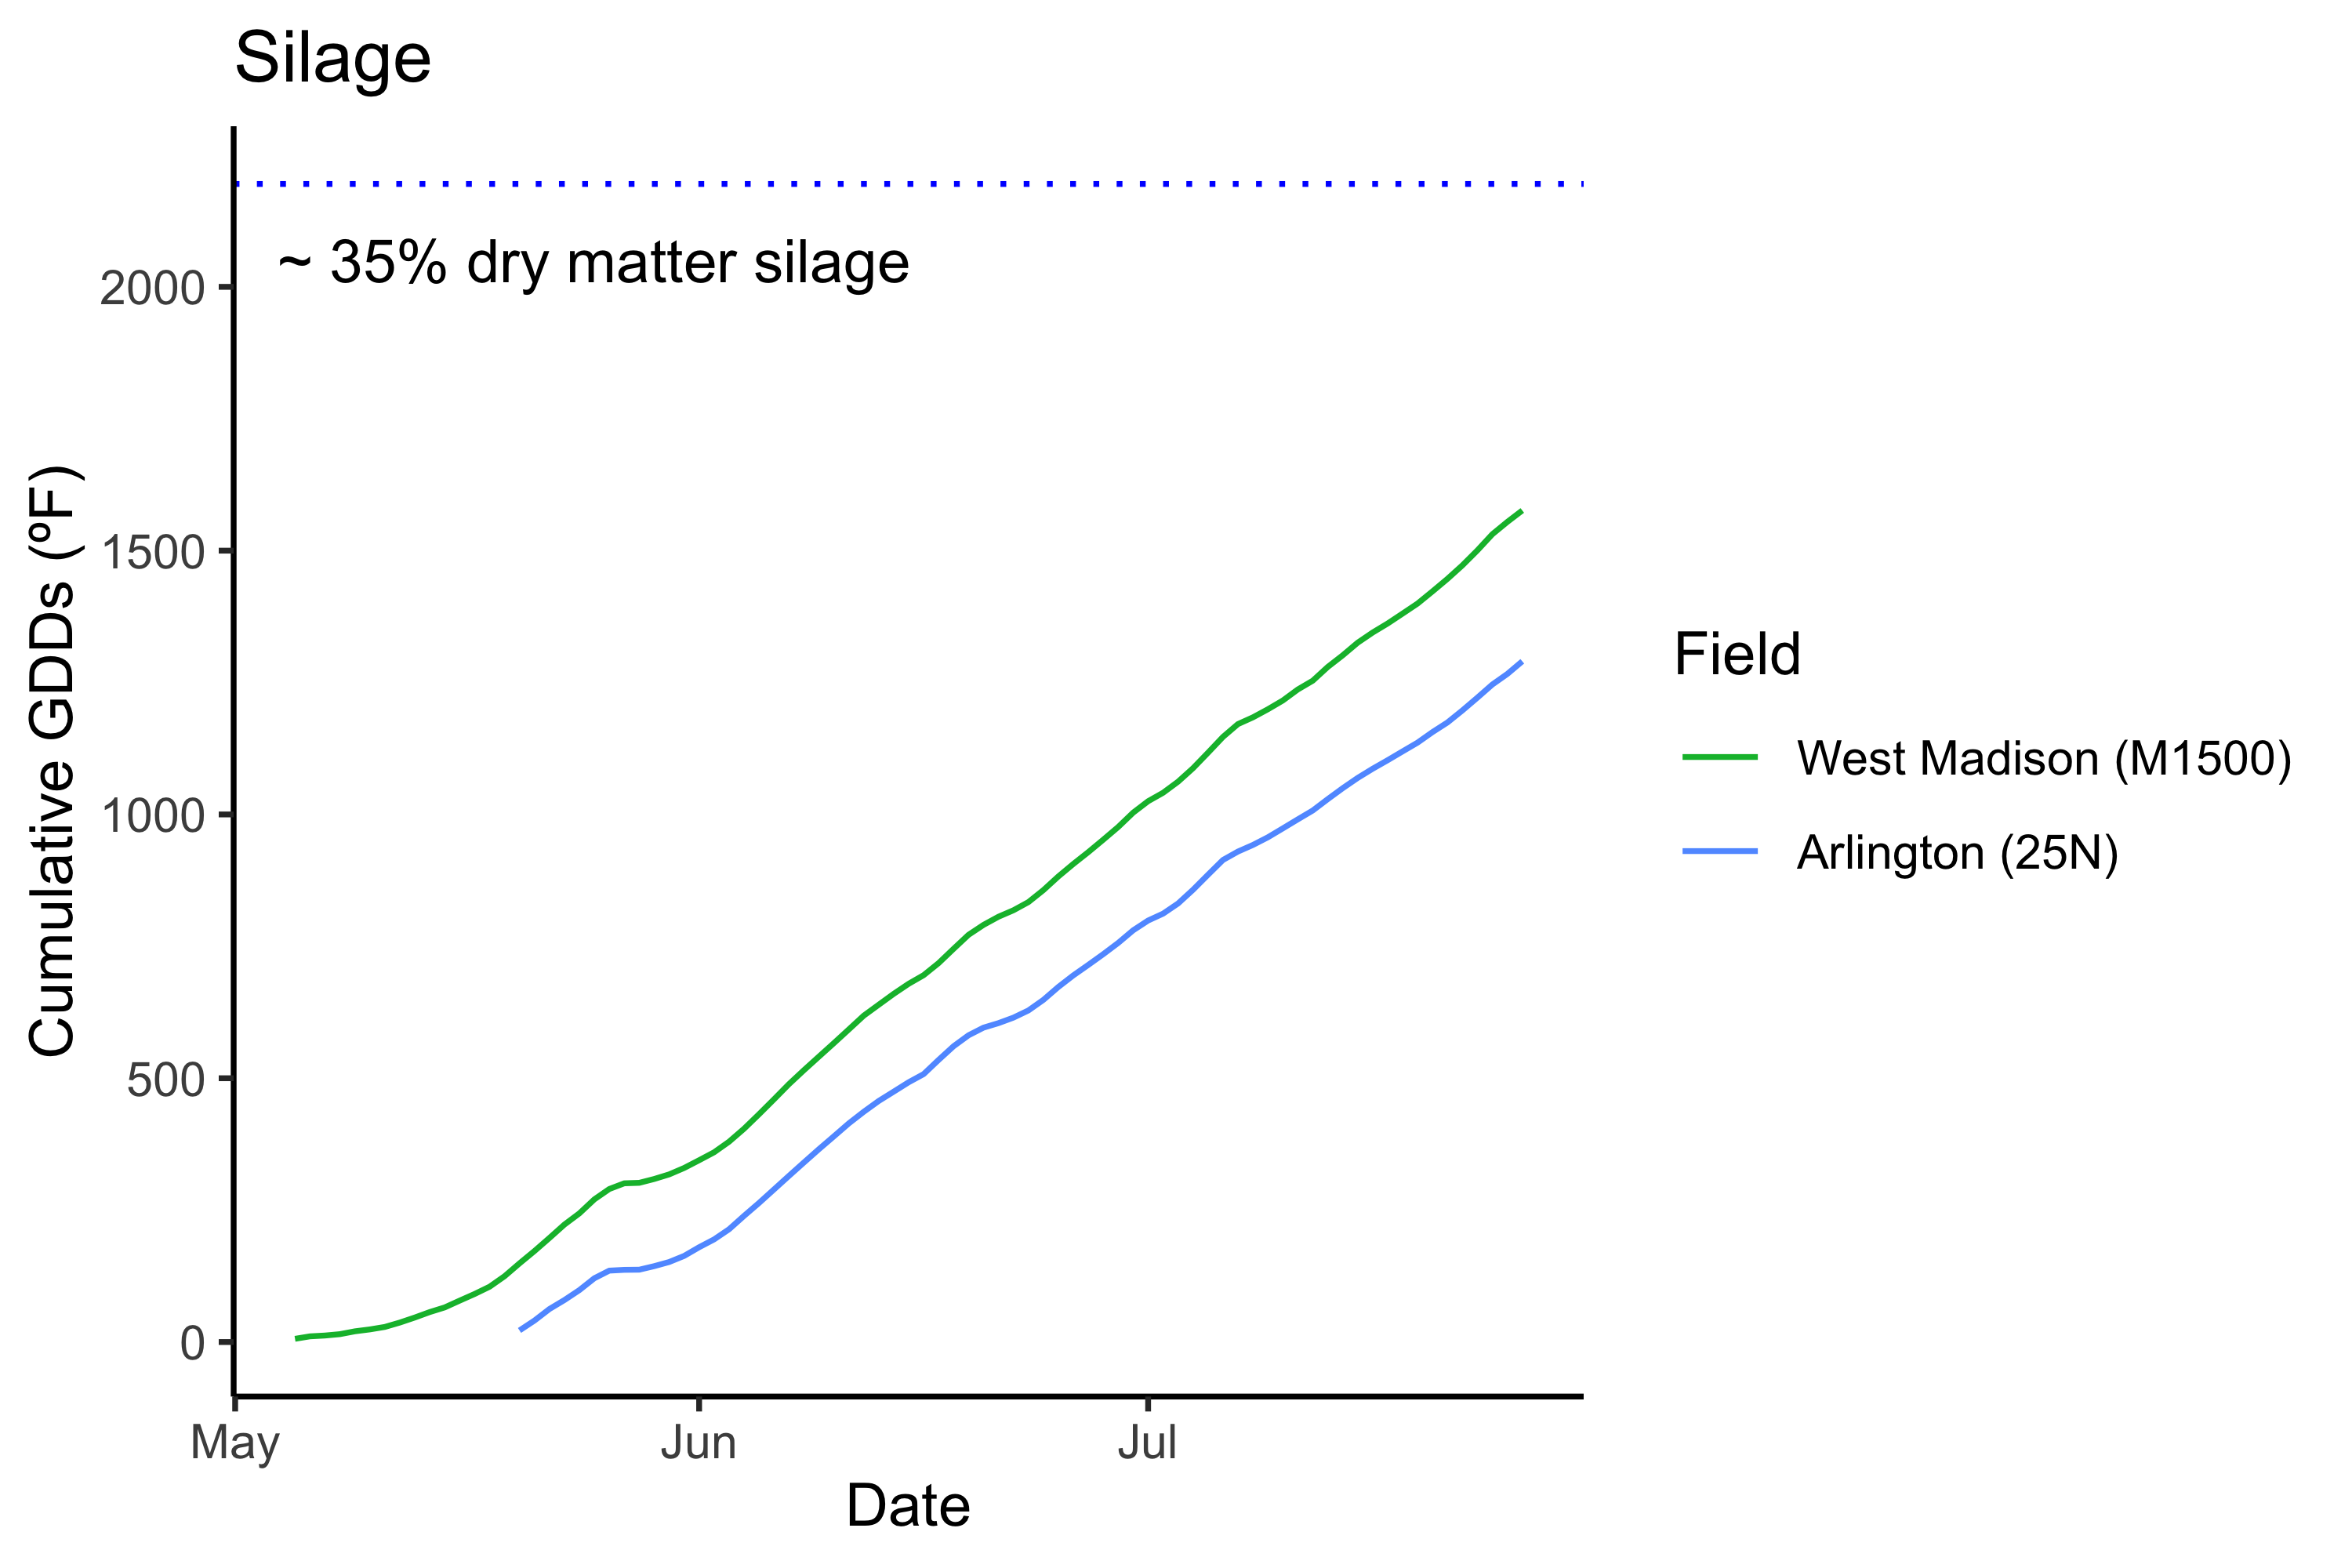 Silage
~ 35% dry matter silage
Cumulative GDDs (ºF)
2000
1500
1000
500
0
May
Jun
Jul
Date
Field
West Madison (M1500)
Arlington (25N)